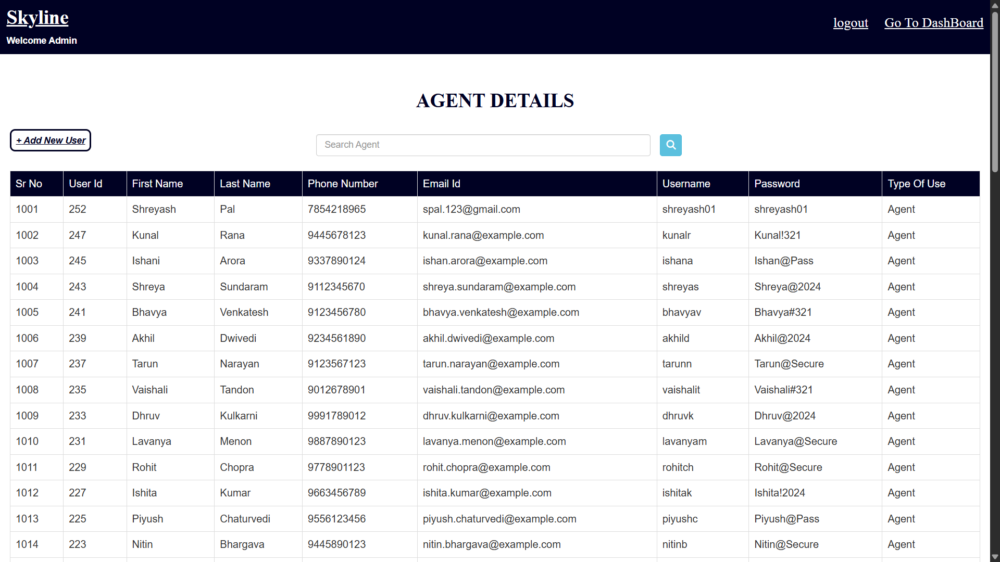 Skyline
Welcome Admin
logout Go To DashBoard
AGENT DETAILS
+ Add New User
Search Agent
Sr No User Id First Name Last Name Phone Number Email Id Username Password Type Of Use
1001 252 Shreyash Pal 7854218965 spal.123@gmail.com shreyash01 shreyash01 Agent
1002 247 Kunal Rana 9445678123 kunal.rana@example.com kunalr Kunal!321 Agent
1003 245 Ishani Arora 9337890124 ishan.arora@example.com ishana Ishan@Pass Agent
1004 243 Shreya Sundaram 9112345670 shreya.sundaram@example.com shreyas Shreya@2024 Agent
1005 241 Bhavya Venkatesh 9123456780 bhavya.venkatesh@example.com bhavyav Bhavya#321 Agent
1006 239 Akhil Dwivedi 9234561890 akhil.dwivedi@example.com akhild Akhil@2024 Agent
1007 237 Tarun Narayan 9123567123 tarun.narayan@example.com tarunn Tarun@Secure Agent
1008 235 Vaishali Tandon 9012678901 vaishali.tandon@example.com vaishalit Vaishali#321 Agent
1009 233 Dhruv Kulkarni 9991789012 dhruv.kulkarni@example.com dhruvk Dhruv@2024 Agent
1010 231 Lavanya Menon 9887890123 lavanya.menon@example.com lavanyam Lavanya@Secure Agent
1011 229 Rohit Chopra 9778901123 rohit.chopra@example.com rohitch Rohit@Secure Agent
1012 227 Ishita Kumar 9663456789 ishita.kumar@example.com ishitak Ishita!2024 Agent
1013 225 Piyush Chaturvedi 9556123456 piyush.chaturvedi@example.com piyushc Piyush@Pass Agent
1014 223 Nitin Bhargava 9445890123 nitin.bhargava@example.com nitinb Nitin@Secure Agent